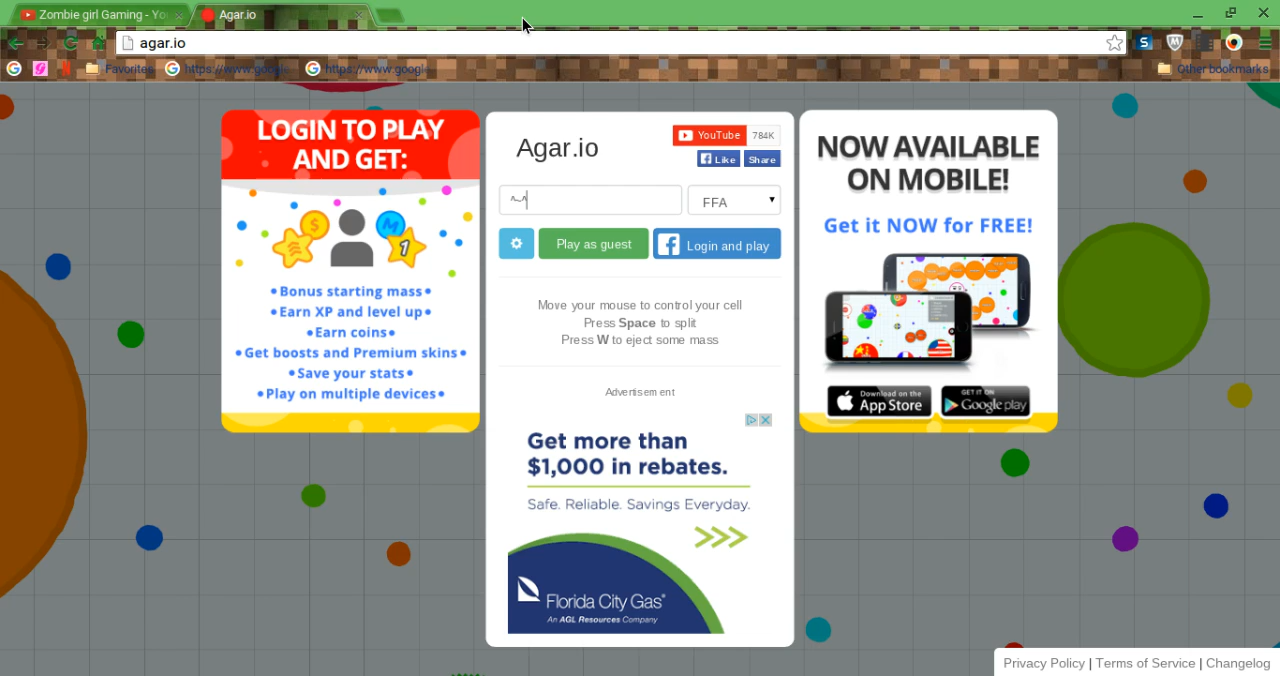 Zombie girl Gaming - Yo
Agar.io
agar.io
Favorites
https://www.google
https://www.googl
Other bookmarks
LOGIN TO PLAY
AND GET:
•Bonus starting mass•
•Earn XP and level up•
•Earn coins•
•Get boosts and Premium skins•
•Save your stats•
•Play on multiple devices•
Agar.io
YouTube 784K
Like Share
^~^
FFA
Play as guest
Login and play
Move your mouse to control your cell
Press Space to split
Press W to eject some mass
Advertisement
Get more than
$1,000 in rebates.
Safe. Reliable. Savings Everyday.
Florida City Gas®
An AGL Resources Company
NOW AVAILABLE
ON MOBILE!
Get it NOW for FREE!
Download on the
App Store
GET IT ON
Google play
Privacy Policy | Terms of Service | Changelog